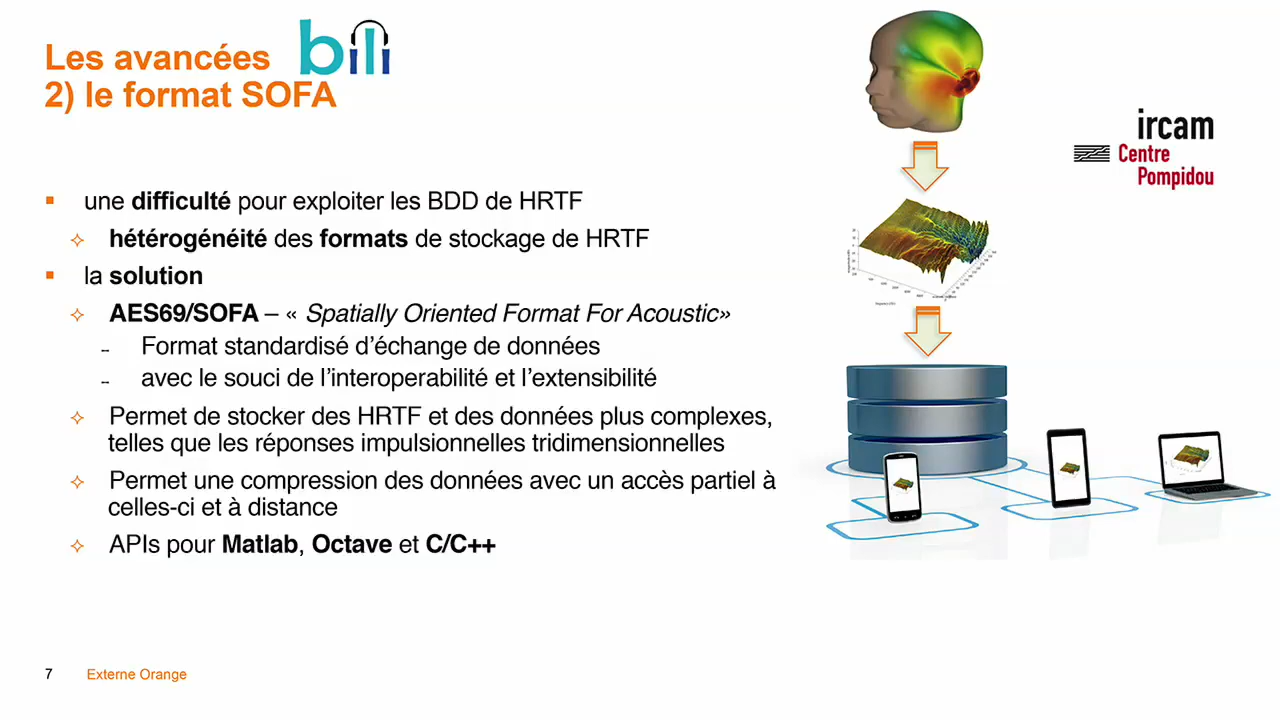 Les avancées
bili
2) le format SOFA
ircam
Centre
Pompidou
▪ une difficulté pour exploiter les BDD de HRTF
✧ hétérogénéité des formats de stockage de HRTF
▪ la solution
✧ AES69/SOFA – « Spatially Oriented Format For Acoustic»
-- Format standardisé d’échange de données
-- avec le souci de l’interoperabilité et l’extensibilité
✧ Permet de stocker des HRTF et des données plus complexes,
telles que les réponses impulsionnelles tridimensionnelles
✧ Permet une compression des données avec un accès partiel à
celles-ci et à distance
✧ APIs pour Matlab, Octave et C/C++
7 Externe Orange